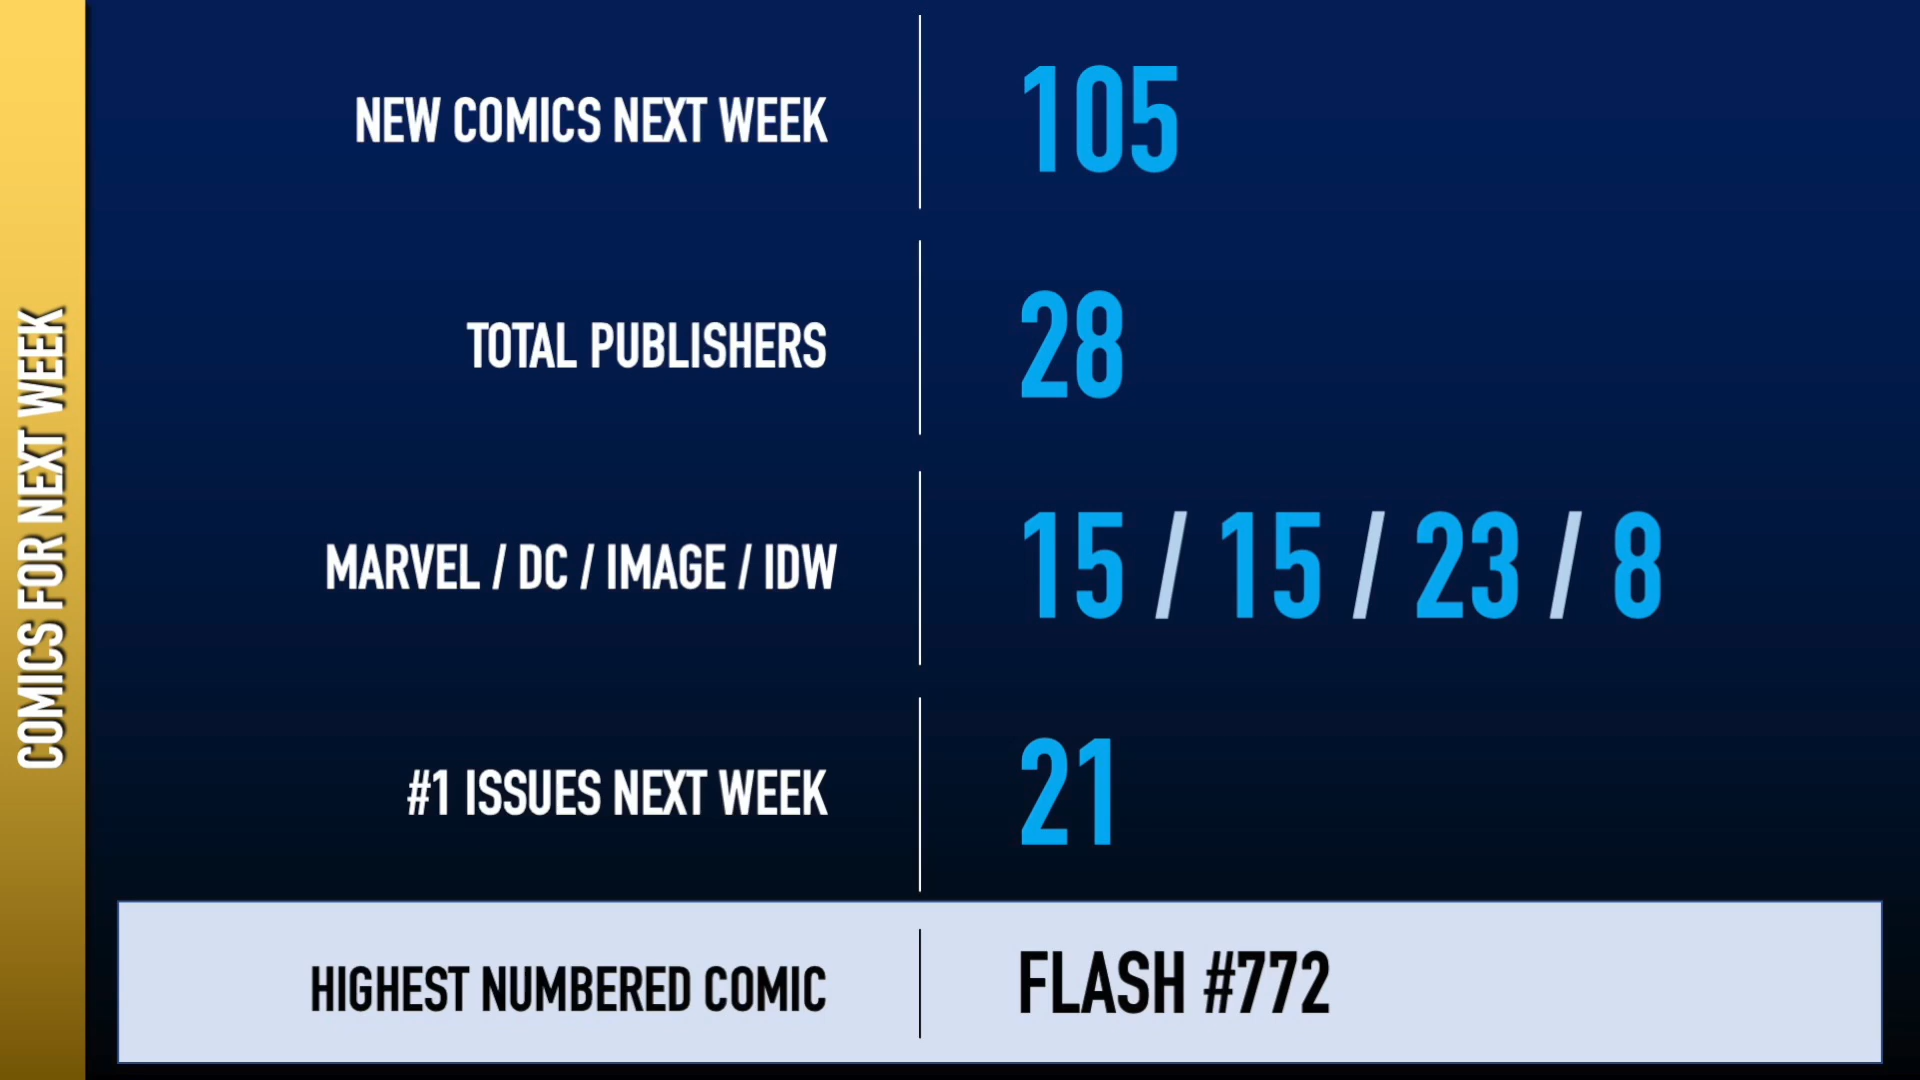 COMICS FOR NEXT WEEK
NEW COMICS NEXT WEEK
105
TOTAL PUBLISHERS
28
MARVEL / DC / IMAGE / IDW
15 / 15 / 23 / 8
#1 ISSUES NEXT WEEK
21
HIGHEST NUMBERED COMIC
FLASH #772